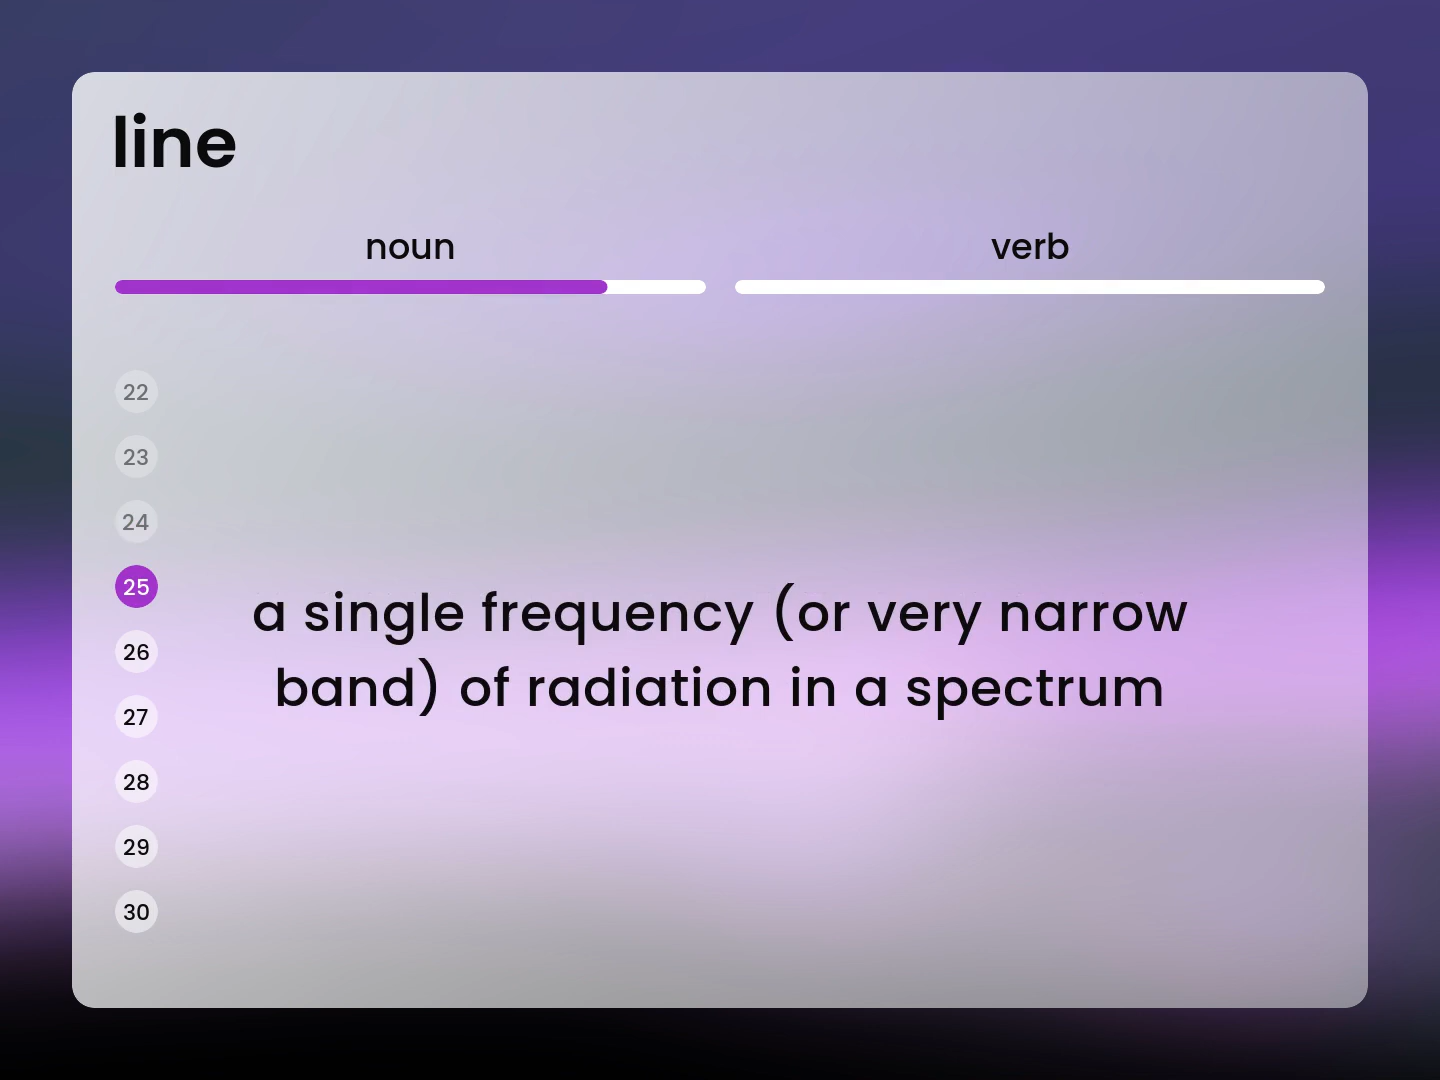 line
noun
verb
22
23
24
25
26
27
28
29
30
a single frequency (or very narrow
band) of radiation in a spectrum